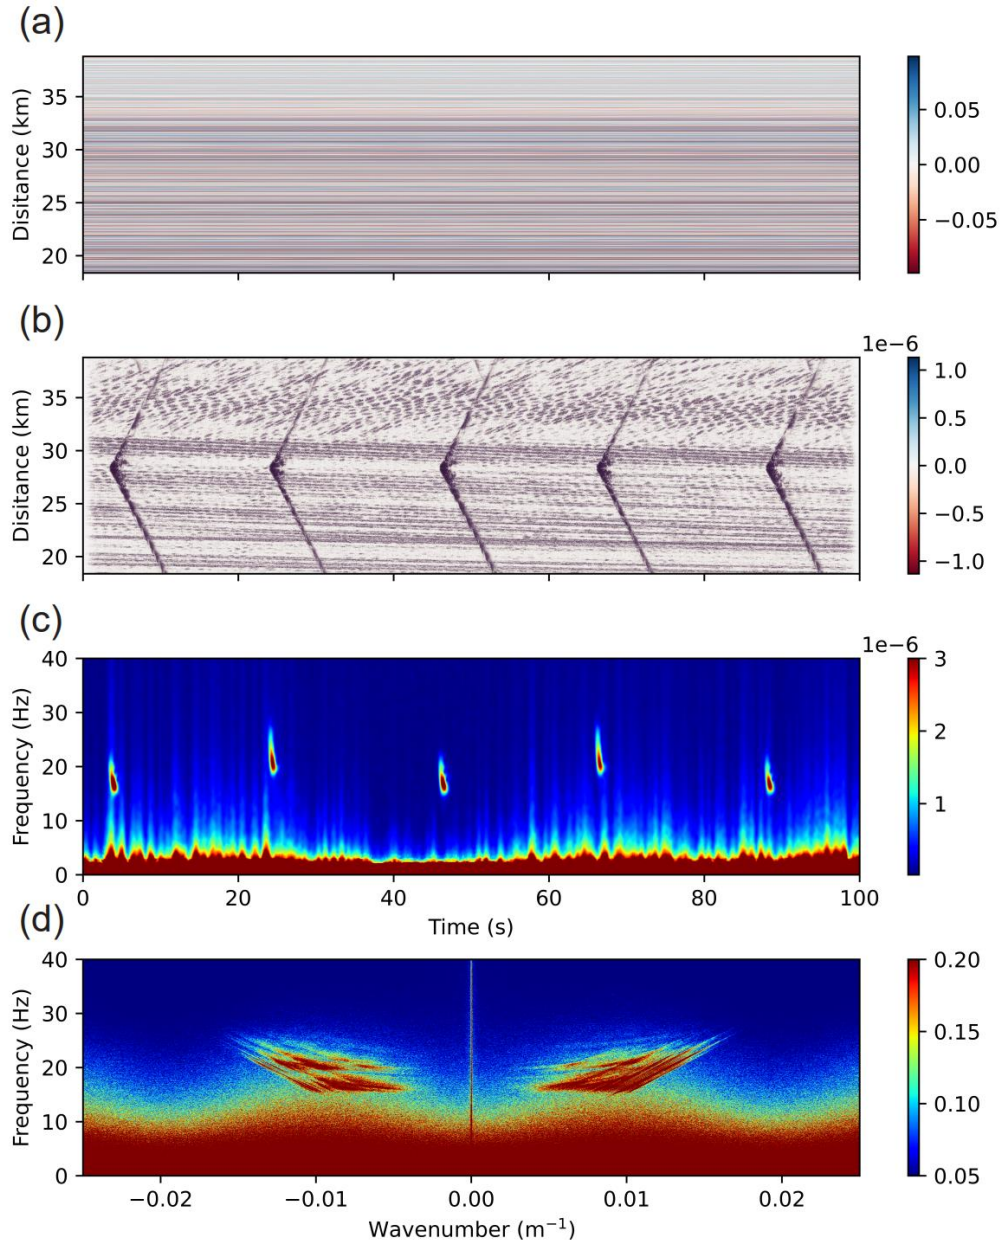 (a)
Disitance (km)
35
30
25
20
0.05
0.00
−0.05
(b)
1e−6
Disitance (km)
35
30
25
20
1.0
0.5
0.0
−0.5
−1.0
(c)
1e−6
Frequency (Hz)
40
30
20
10
0
0 20 40 60 80 100
Time (s)
3
2
1
(d)
Frequency (Hz)
40
30
20
10
0
−0.02 −0.01 0.00 0.01 0.02
Wavenumber (m⁻¹)
0.20
0.15
0.10
0.05